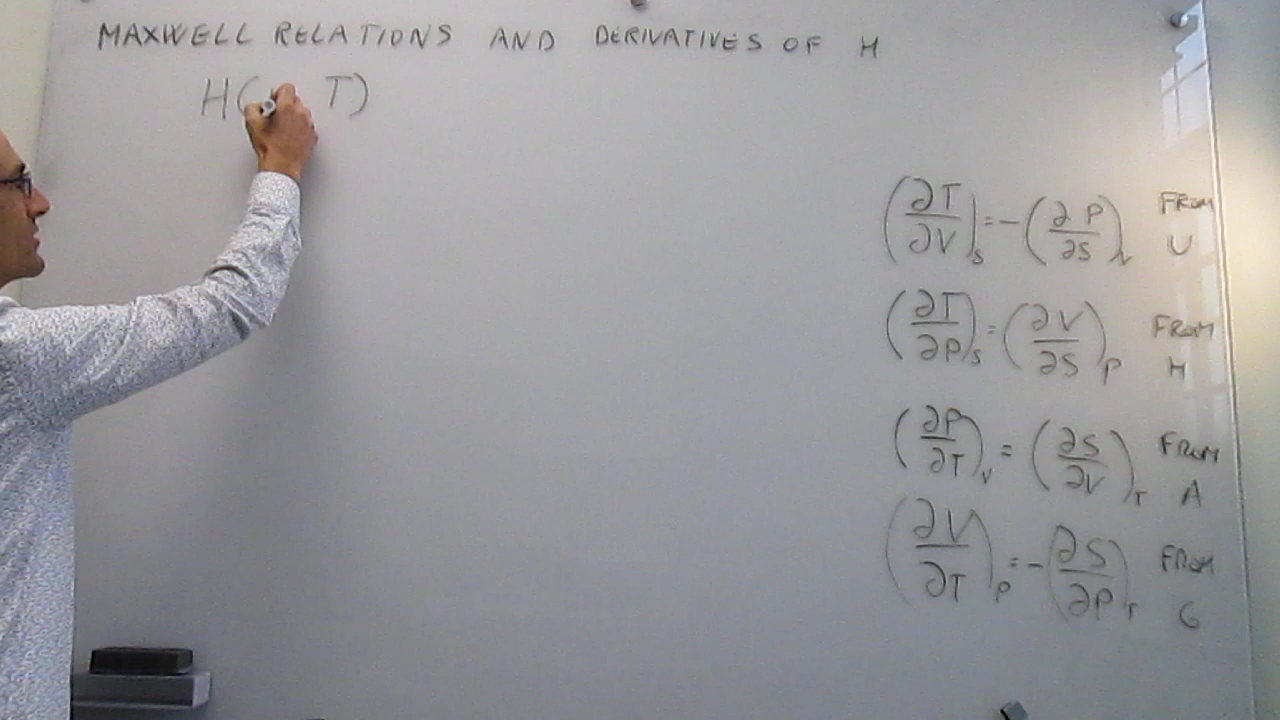 MAXWELL RELATIONS AND DERIVATIVES OF H
H( T)
(∂T/∂V)_S = -(∂P/∂S)_V FROM U
(∂T/∂P)_S = (∂V/∂S)_P FROM H
(∂P/∂T)_V = (∂S/∂V)_T FROM A
(∂V/∂T)_P = -(∂S/∂P)_T FROM G